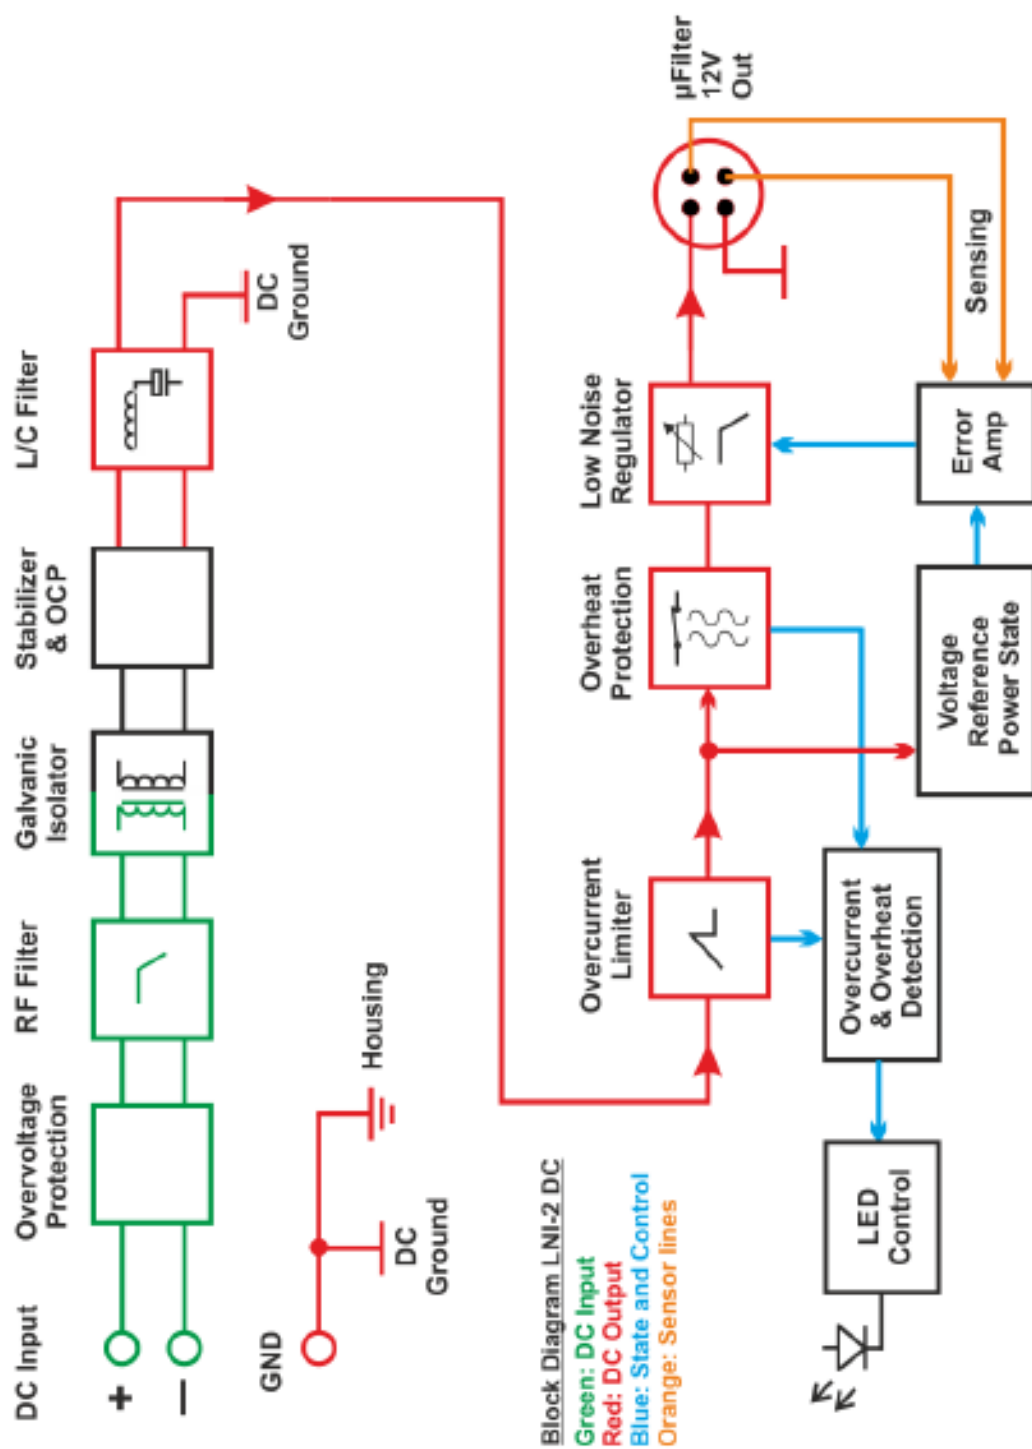 DC Input
+
–
Overvoltage
Protection
RF Filter
Galvanic
Isolator
Stabilizer
& OCP
L/C Filter
DC
Ground
GND
DC
Ground
Housing
Overcurrent
Limiter
Overheat
Protection
Low Noise
Regulator
µFilter
12V
Out
Block Diagram LNI-2 DC
Green: DC Input
Red: DC Output
Blue: State and Control
Orange: Sensor lines
LED
Control
Overcurrent
& Overheat
Detection
Voltage
Reference
Power State
Error
Amp
Sensing